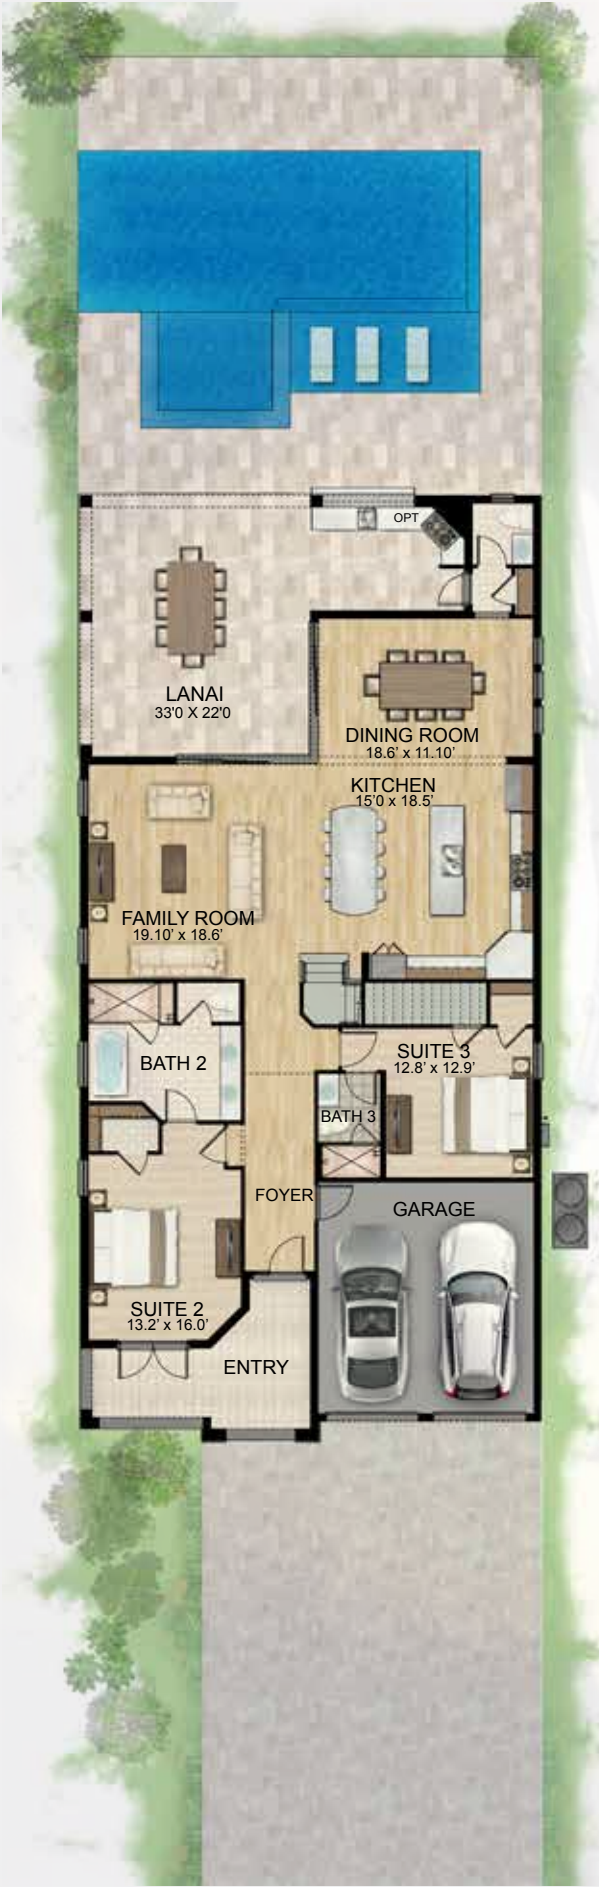 OPT
LANAI
33'0 X 22'0
DINING ROOM
18.6' x 11.10'
KITCHEN
15'0 x 18.5'
FAMILY ROOM
19.10' x 18.6'
BATH 2
SUITE 3
12.8' x 12.9'
BATH 3
FOYER
GARAGE
SUITE 2
13.2' x 16.0'
ENTRY